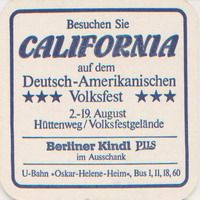 Besuchen Sie
CALIFORNIA
auf dem
Deutsch-Amerikanischen
★★★ Volksfest ★★★
2.-19. August
Hüttenweg/Volksfestgelände
Berliner Kindl PILS
im Ausschank
U-Bahn »Oskar-Helene-Heim«, Bus 1, 11, 18, 60